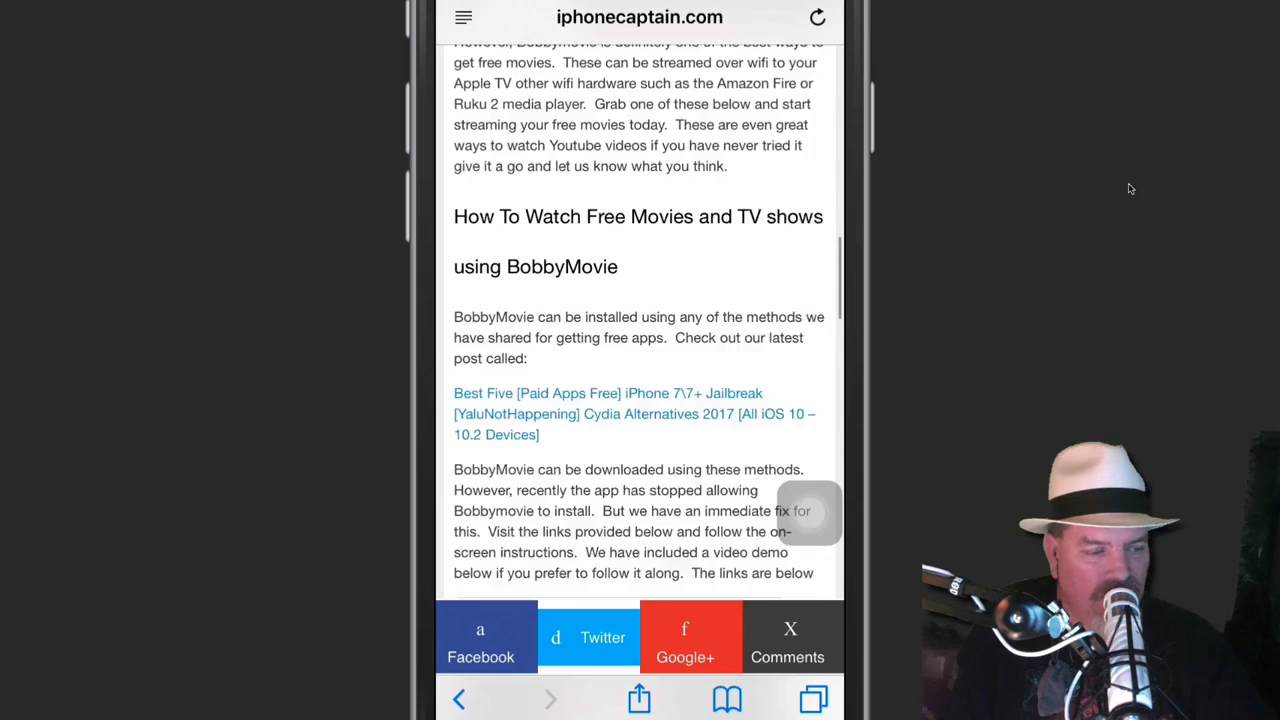 iphonecaptain.com
However, Bobbymovie is definitely one of the best ways to
get free movies.  These can be streamed over wifi to your
Apple TV other wifi hardware such as the Amazon Fire or
Ruku 2 media player.  Grab one of these below and start
streaming your free movies today.  These are even great
ways to watch Youtube videos if you have never tried it
give it a go and let us know what you think.
How To Watch Free Movies and TV shows
using BobbyMovie
BobbyMovie can be installed using any of the methods we
have shared for getting free apps.  Check out our latest
post called:
Best Five [Paid Apps Free] iPhone 7\7+ Jailbreak
[YaluNotHappening] Cydia Alternatives 2017 [All iOS 10 –
10.2 Devices]
BobbyMovie can be downloaded using these methods.
However, recently the app has stopped allowing
Bobbymovie to install.  But we have an immediate fix for
this.  Visit the links provided below and follow the on-
screen instructions.  We have included a video demo
below if you prefer to follow it along.  The links are below
a
Facebook
d Twitter
f
Google+
X
Comments